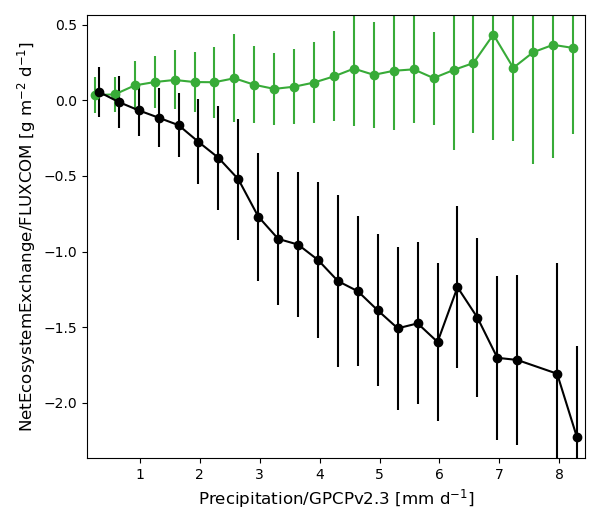 0.5
0.0
−0.5
−1.0
−1.5
−2.0
NetEcosystemExchange/FLUXCOM [g m⁻² d⁻¹]
1 2 3 4 5 6 7 8
Precipitation/GPCPv2.3 [mm d⁻¹]